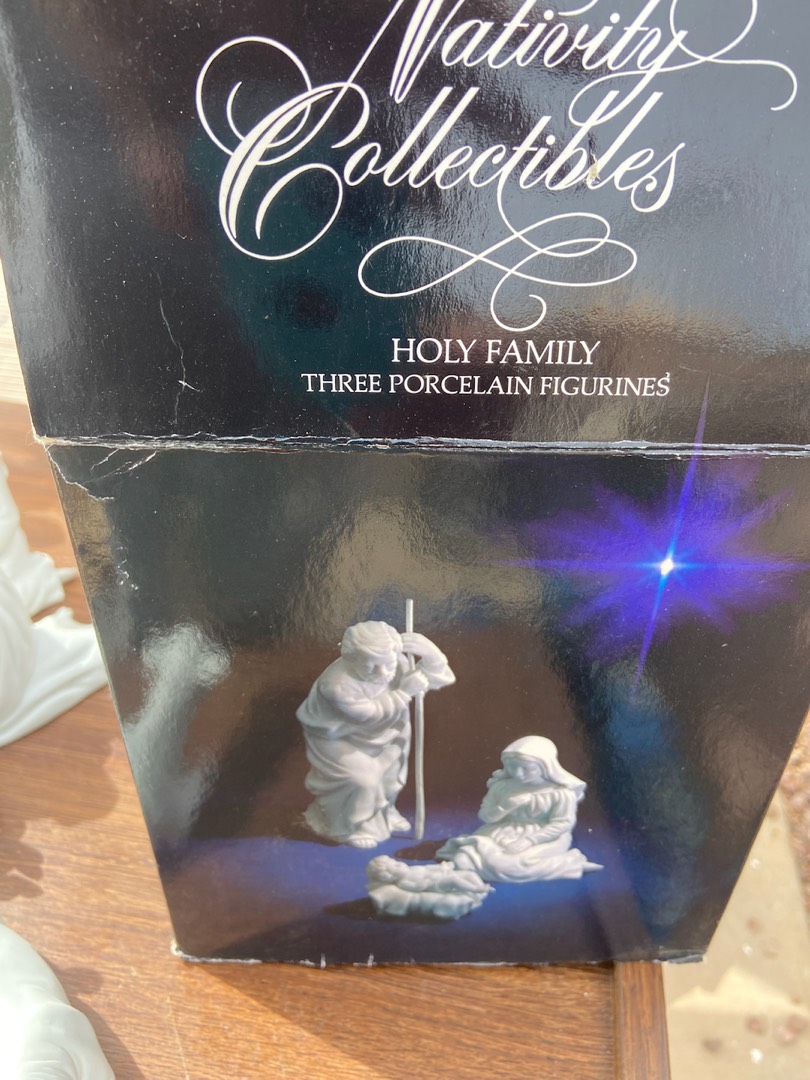 Nativity
Collectibles
HOLY FAMILY
THREE PORCELAIN FIGURINES